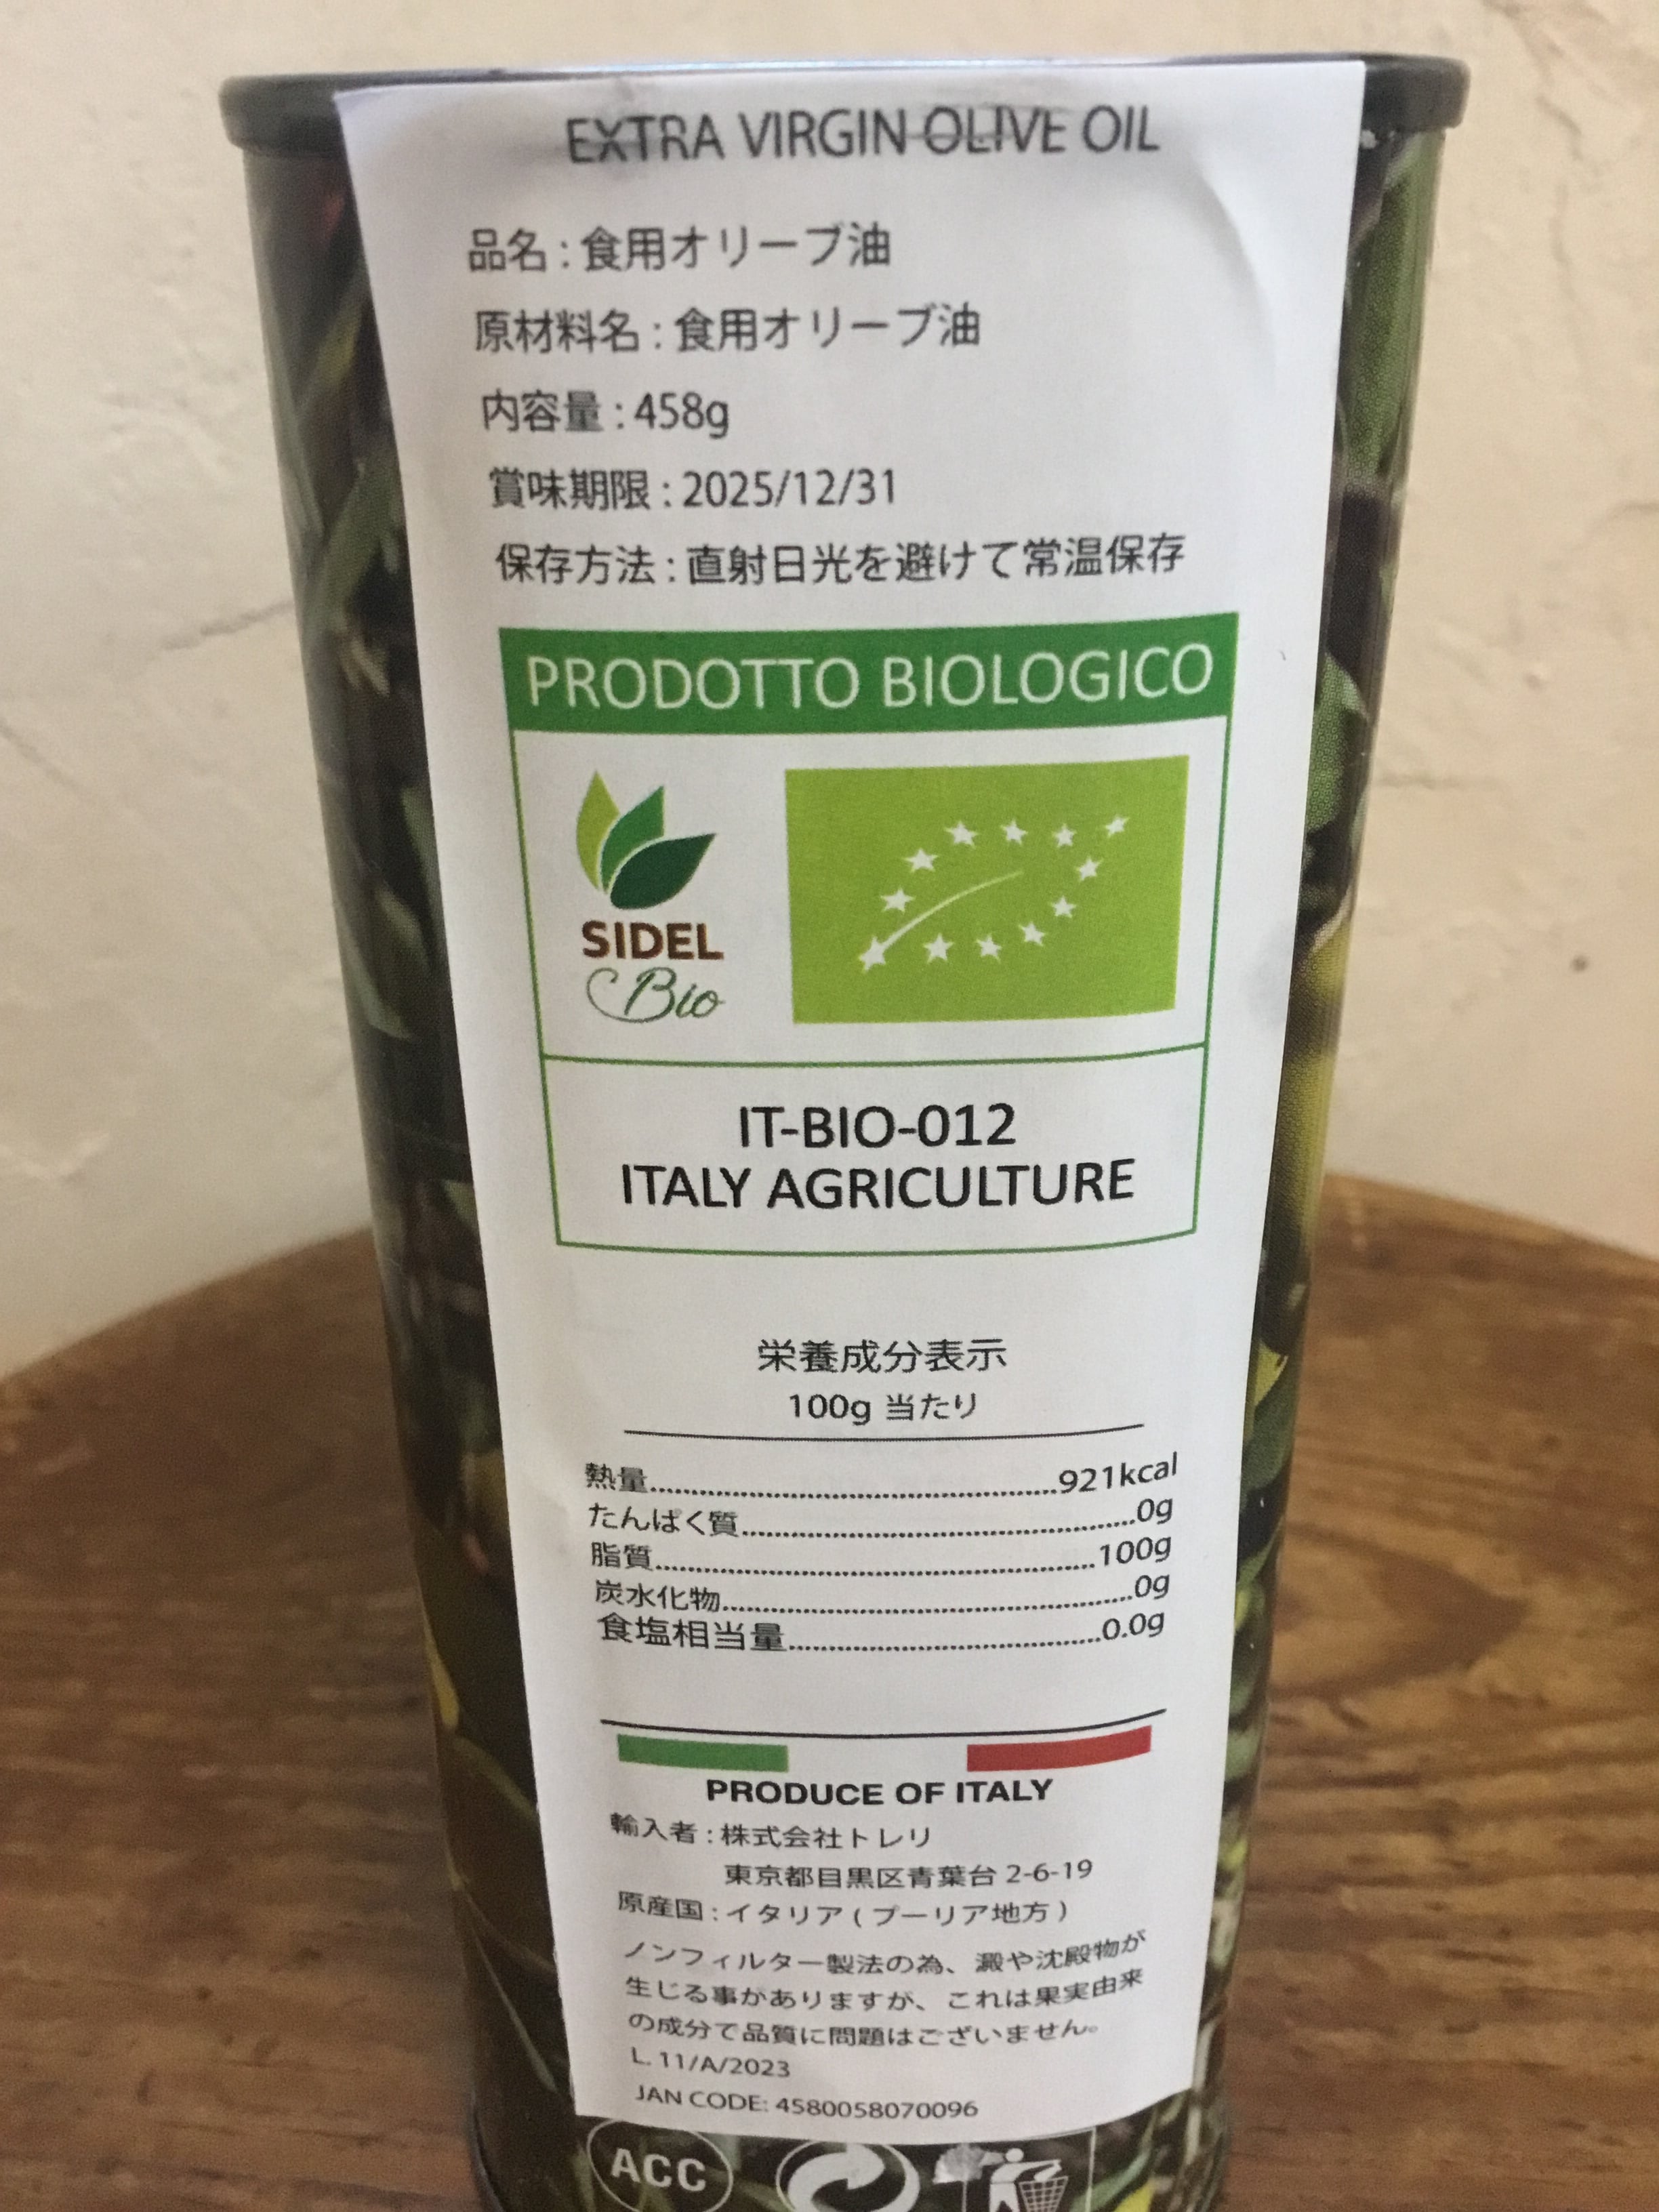 EXTRA VIRGIN OLIVE OIL
品名 : 食用オリーブ油
原材料名 : 食用オリーブ油
内容量 : 458g
賞味期限 : 2025/12/31
保存方法 : 直射日光を避けて常温保存
PRODOTTO BIOLOGICO
SIDEL
Bio
IT-BIO-012
ITALY AGRICULTURE
栄養成分表示
100g 当たり
熱量..........921kcal
たんぱく質..........0g
脂質..........100g
炭水化物..........0g
食塩相当量..........0.0g
PRODUCE OF ITALY
輸入者 : 株式会社トレリ
東京都目黒区青葉台 2-6-19
原産国 : イタリア ( プーリア地方 )
ノンフィルター製法の為、澱や沈殿物が
生じる事がありますが、これは果実由来
の成分で品質に問題はございません。
L. 11/A/2023
JAN CODE: 4580058070096
ACC